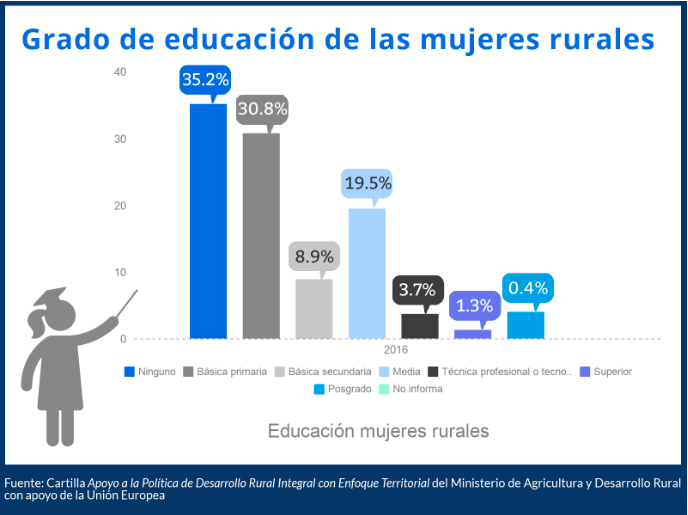 Grado de educación de las mujeres rurales
40
35.2%
30.8%
30
20
19.5%
8.9%
10
3.7%
1.3%
0.4%
0
2016
Ninguno Básica primaria Básica secundaria Media Técnica profesional o tecno.. Superior
Posgrado No informa
Educación mujeres rurales
Fuente: Cartilla Apoyo a la Política de Desarrollo Rural Integral con Enfoque Territorial del Ministerio de Agricultura y Desarrollo Rural
con apoyo de la Unión Europea